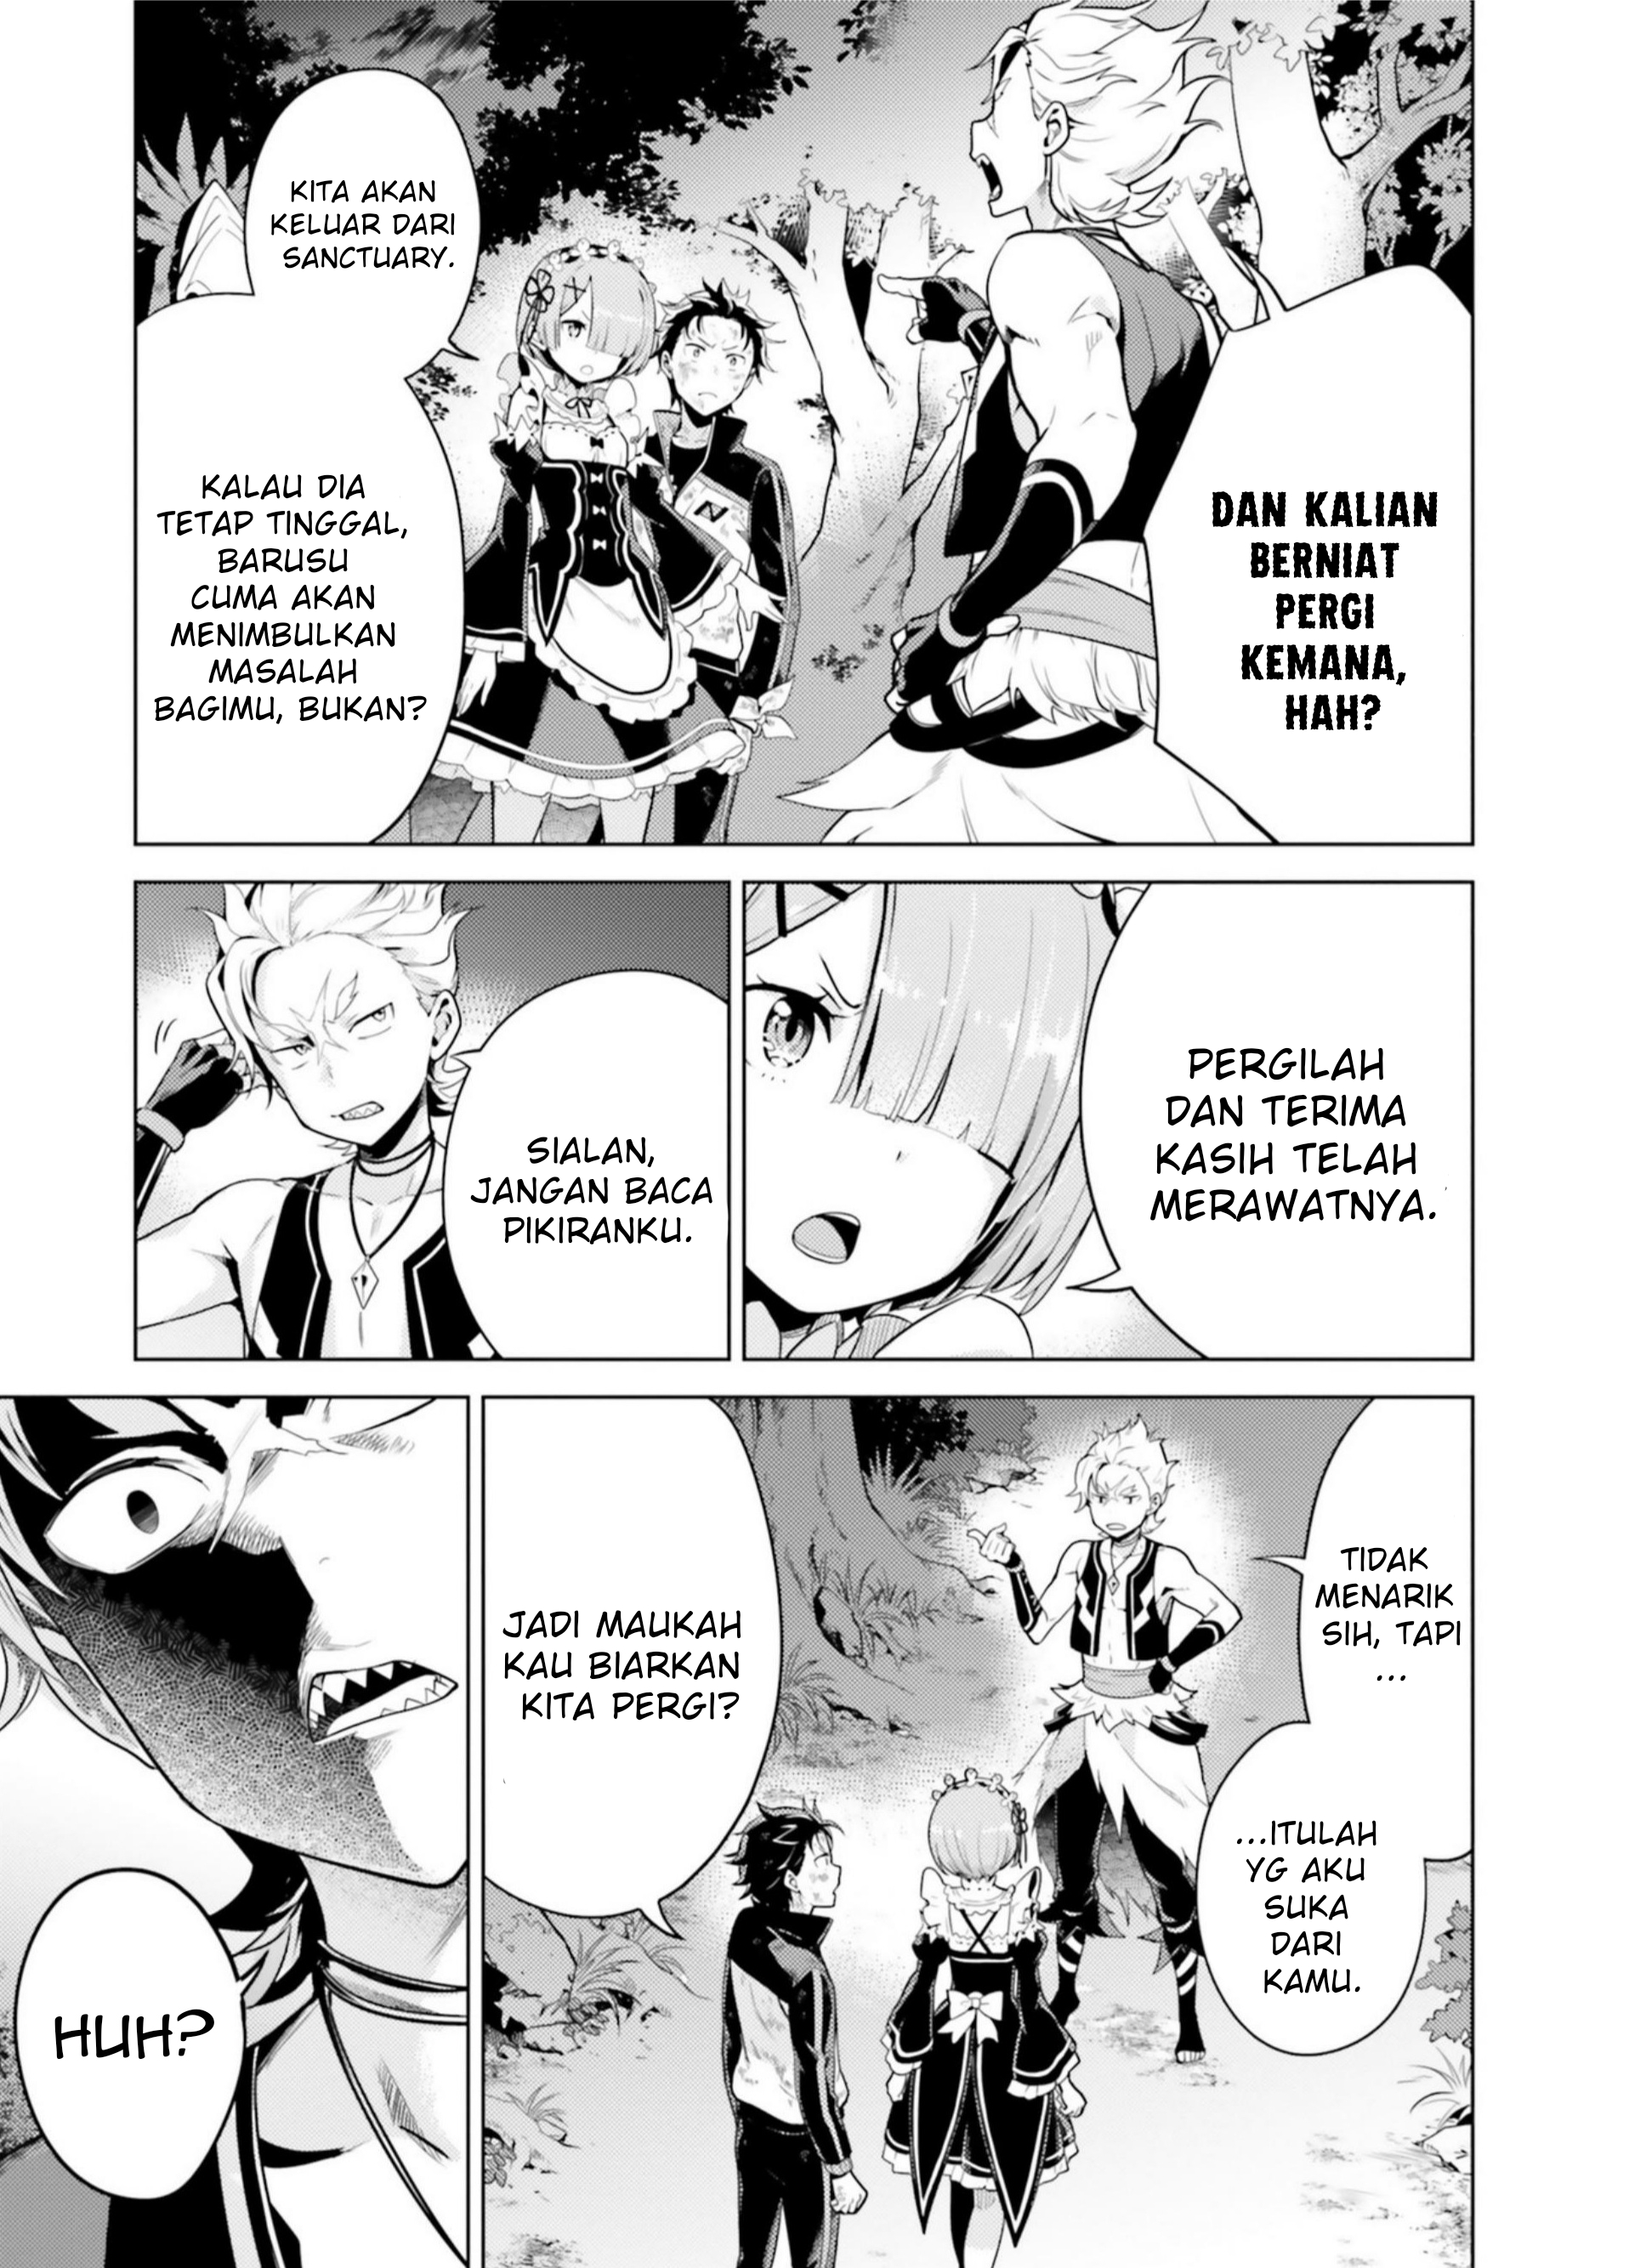 DAN KALIAN
BERNIAT
PERGI
KEMANA,
HAH?
KITA AKAN
KELUAR DARI
SANCTUARY.
KALAU DIA
TETAP TINGGAL,
BARUSU
CUMA AKAN
MENIMBULKAN
MASALAH
BAGIMU, BUKAN?
PERGILAH
DAN TERIMA
KASIH TELAH
MERAWATNYA.
SIALAN,
JANGAN BACA
PIKIRANKU.
TIDAK
MENARIK
SIH, TAPI
...
...ITULAH
YG AKU
SUKA
DARI
KAMU.
JADI MAUKAH
KAU BIARKAN
KITA PERGI?
HUH?